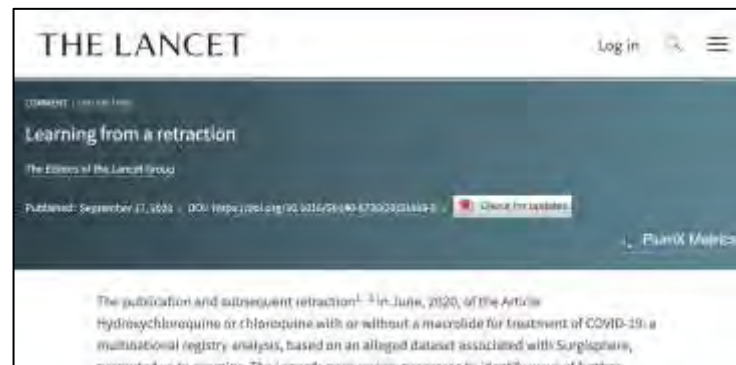 THE LANCET
Log in
COMMENT
Learning from a retraction
The Editors of the Lancet Group
Published: September 17, 2020 DOI:
Check for updates
PlumX Metrics
The publication and subsequent retraction in June, 2020, of the Article
Hydroxychloroquine or chloroquine with or without a macrolide for treatment of COVID-19: a
multinational registry analysis, based on an alleged dataset associated with Surgisphere,